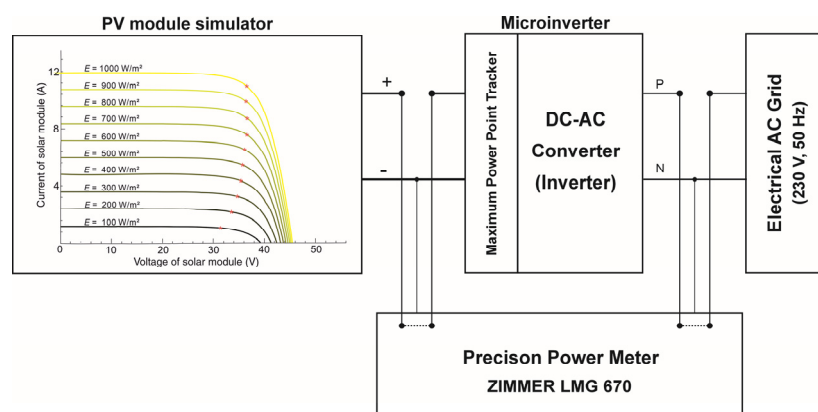 PV module simulator
Microinverter
Current of solar module (A)
12
8
4
E = 1000 W/m²
E = 900 W/m²
E = 800 W/m²
E = 700 W/m²
E = 600 W/m²
E = 500 W/m²
E = 400 W/m²
E = 300 W/m²
E = 200 W/m²
E = 100 W/m²
0
10
20
30
40
50
Voltage of solar module (V)
+
-
Maximum Power Point Tracker
DC-AC
Converter
(Inverter)
P
N
Electrical AC Grid
(230 V, 50 Hz)
Precison Power Meter
ZIMMER LMG 670